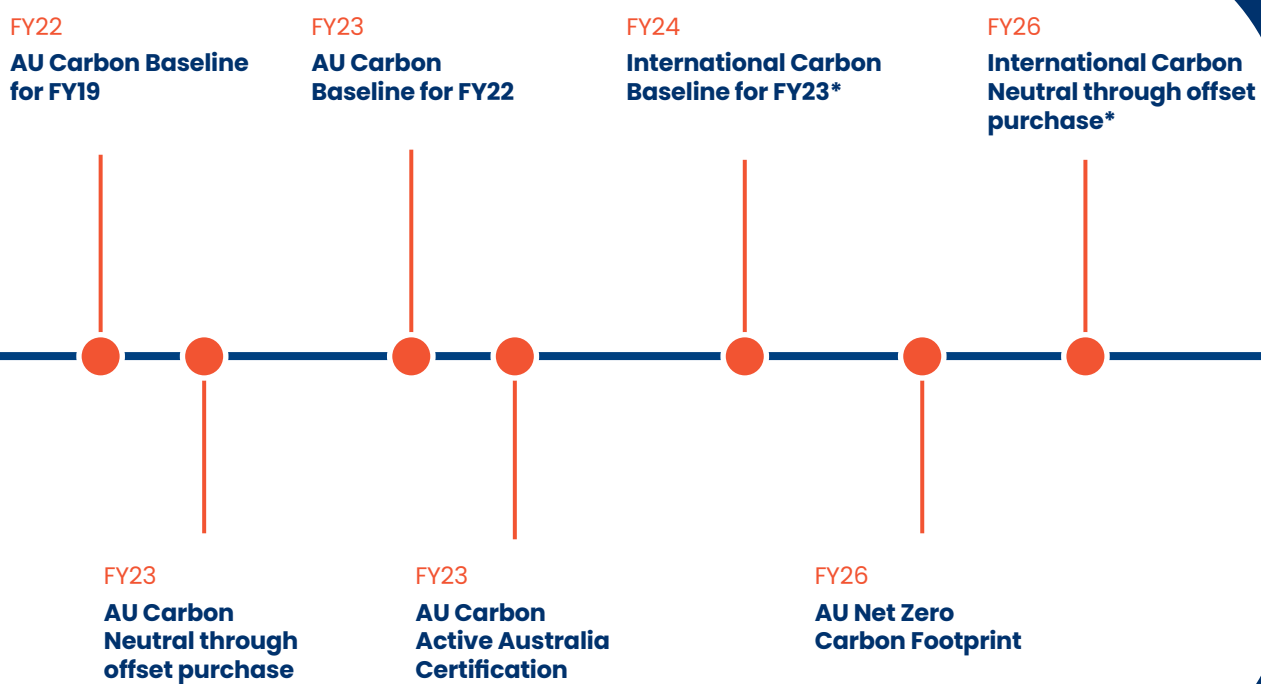 FY22
AU Carbon Baseline
for FY19
FY23
AU Carbon
Baseline for FY22
FY24
International Carbon
Baseline for FY23*
FY26
International Carbon
Neutral through offset
purchase*
FY23
AU Carbon
Neutral through
offset purchase
FY23
AU Carbon
Active Australia
Certification
FY26
AU Net Zero
Carbon Footprint